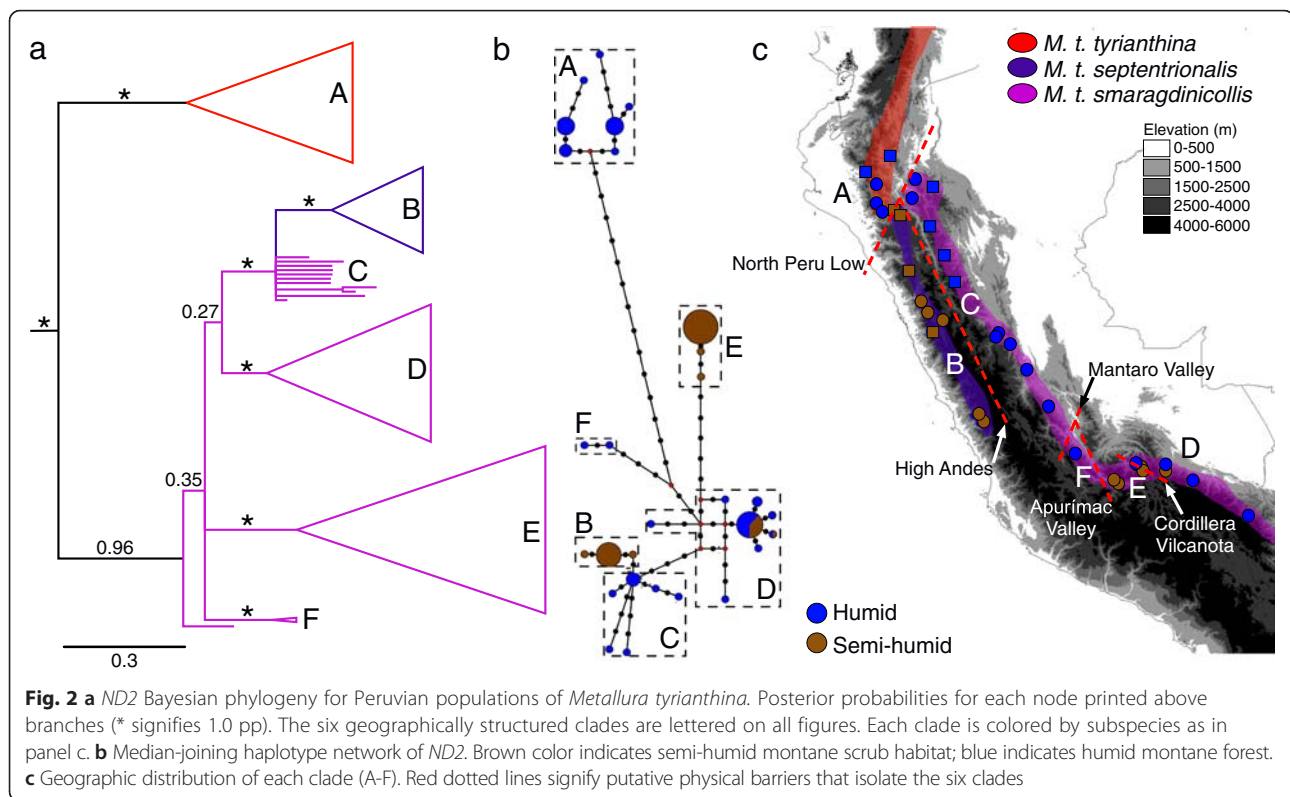 a
*
A
*
B
*
C
0.27
*
D
0.35
*
E
0.96
*
F
*
0.3
b
A
E
F
B
D
C
Humid
Semi-humid
c
M. t. tyrianthina
M. t. septentrionalis
M. t. smaragdinicollis
Elevation (m)
0-500
500-1500
1500-2500
2500-4000
4000-6000
A
North Peru Low
C
B
Mantaro Valley
High Andes
D
F
E
Apurímac
Valley
Cordillera
Vilcanota
Fig. 2 a ND2 Bayesian phylogeny for Peruvian populations of Metallura tyrianthina. Posterior probabilities for each node printed above
branches (* signifies 1.0 pp). The six geographically structured clades are lettered on all figures. Each clade is colored by subspecies as in
panel c. b Median-joining haplotype network of ND2. Brown color indicates semi-humid montane scrub habitat; blue indicates humid montane forest.
c Geographic distribution of each clade (A-F). Red dotted lines signify putative physical barriers that isolate the six clades